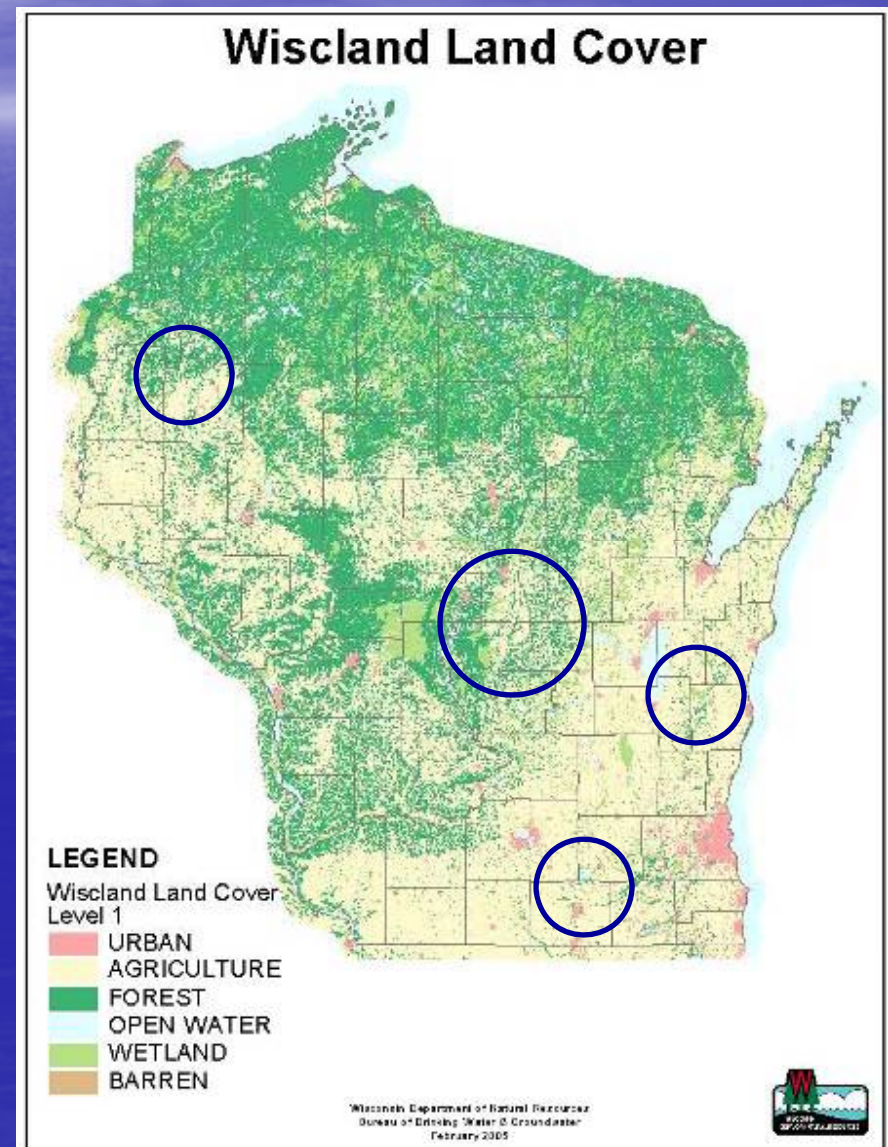 Wiscland Land Cover
LEGEND
Wiscland Land Cover
Level 1
URBAN
AGRICULTURE
FOREST
OPEN WATER
WETLAND
BARREN
Wisconsin Department of Natural Resources
Bureau of Drinking Water & Groundwater
February 2005
W